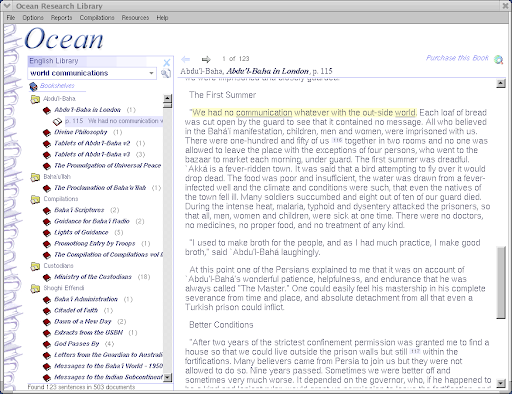 Ocean Research Library
File Options Reports Compilations Resources Help
Ocean
English Library
world communications
Bookshelves
Abdu'l-Baha
Abdu'l-Baha in London (1)
p. 115 We had no communication w
Divine Philosophy (1)
Tablets of Abdu'l-Baha v2 (1)
Tablets of Abdu'l-Baha v3 (3)
The Promulgation of Universal Peace
Baha'u'llah
The Proclamation of Baha'u'llah (1)
Compilations
Baha'i Scriptures (2)
Guidance for Baha'i Radio (2)
Lights of Guidance (5)
Promoting Entry by Troops (1)
The Compilation of Compilations vol
Custodians
Ministry of the Custodians (18)
Shoghi Effendi
Baha'i Administration (1)
Citadel of Faith (1)
Dawn of a New Day (2)
Extracts from the USBN (1)
God Passes By (4)
Letters from the Guardian to Australia
Messages to the Baha'i World - 1950
Messages to the Indian Subcontinent
Found 123 sentences in 503 documents
1 of 123
Purchase this Book
Abdu'l-Baha, Abdu'l-Baha in London, p. 115
The First Summer
"We had no communication whatever with the out-side world. Each loaf of bread
was cut open by the guard to see that it contained no message. All who believed
in the Bahá'í manifestation, children, men and women, were imprisoned with us.
There were one-hundred and fifty of us together in two rooms and no one was
allowed to leave the place with the exceptions of four persons, who went to the
bazaar to market each morning, under guard. The first summer was dreadful.
`Akká is a fever-ridden town. It was said that a bird attempting to fly over it would
drop dead. The food was poor and insufficient, the water was drawn from a fever-
infected well and the climate and conditions were such, that even the natives of
the town fell ill. Many soldiers succumbed and eight out of ten of our guard died.
During the intense heat, malaria, typhoid and dysentery attacked the prisoners, so
that all, men, women and children, were sick at one time. There were no doctors,
no medicines, no proper food, and no treatment of any kind.
"I used to make broth for the people, and as I had much practice, I make good
broth," said `Abdu'l-Bahá laughingly.
At this point one of the Persians explained to me that it was on account of
`Abdu'l-Bahá's wonderful patience, helpfulness, and endurance that he was
always called "The Master." One could easily feel his mastership in his complete
severance from time and place, and absolute detachment from all that even a
Turkish prison could inflict.
Better Conditions
"After two years of the strictest confinement permission was granted me to find a
house so that we could live outside the prison walls but still within the
fortifications. Many believers came from Persia to join us but they were not
allowed to do so. Nine years passed. Sometimes we were better off and
sometimes very much worse. It depended on the governor, who, if he happened to